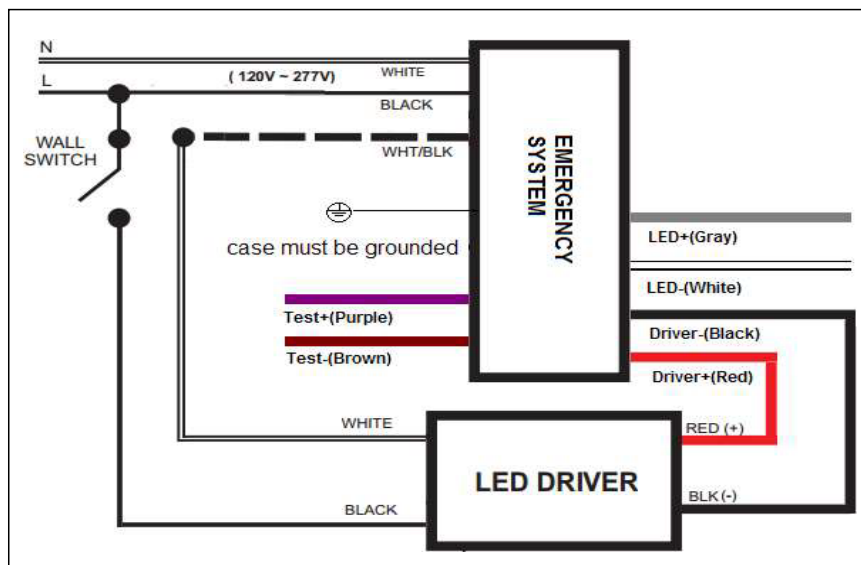 N
L
( 120V ~ 277V)
WHITE
BLACK
WHT/BLK
WALL
SWITCH
case must be grounded
EMERGENCY
SYSTEM
LED+(Gray)
LED-(White)
Test+(Purple)
Test-(Brown)
Driver-(Black)
Driver+(Red)
WHITE
RED (+)
LED DRIVER
BLK (-)
BLACK